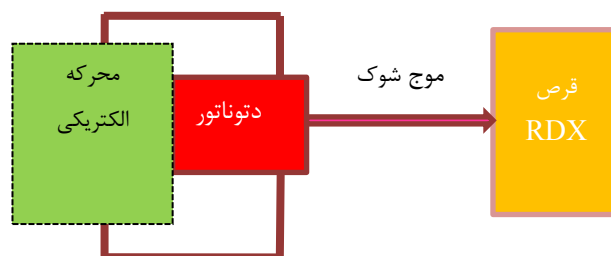 محرکه
الکتریکی
دتوناتور
موج شوک
قرص
RDX